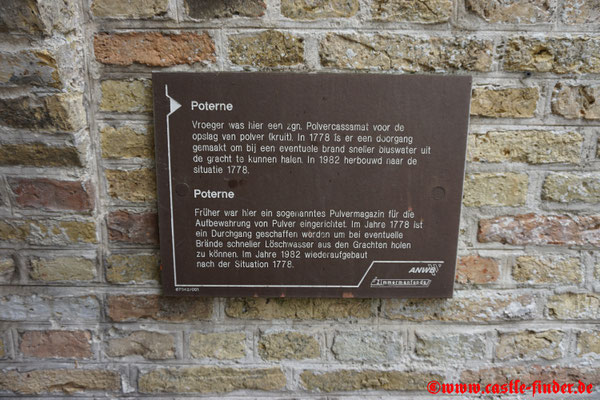 Poterne
Vroeger was hier een zgn. Polvercassamat voor de
opslag van polver (kruit). In 1778 is er een doorgang
gemaakt om bij een eventuele brand sneller bluswater uit
de gracht te kunnen halen. In 1982 herbouwd naar de
situatie 1778.
Poterne
Früher war hier ein sogenanntes Pulvermagazin für die
Aufbewahrung von Pulver eingerichtet. Im Jahre 1778 ist
ein Durchgang geschaffen worden um bei eventuelle
Brände schneller Löschwasser aus den Grachten holen
zu können. Im Jahre 1982 wiederaufgebaut
nach der Situation 1778.
ANWB
©www.castle-finder.de